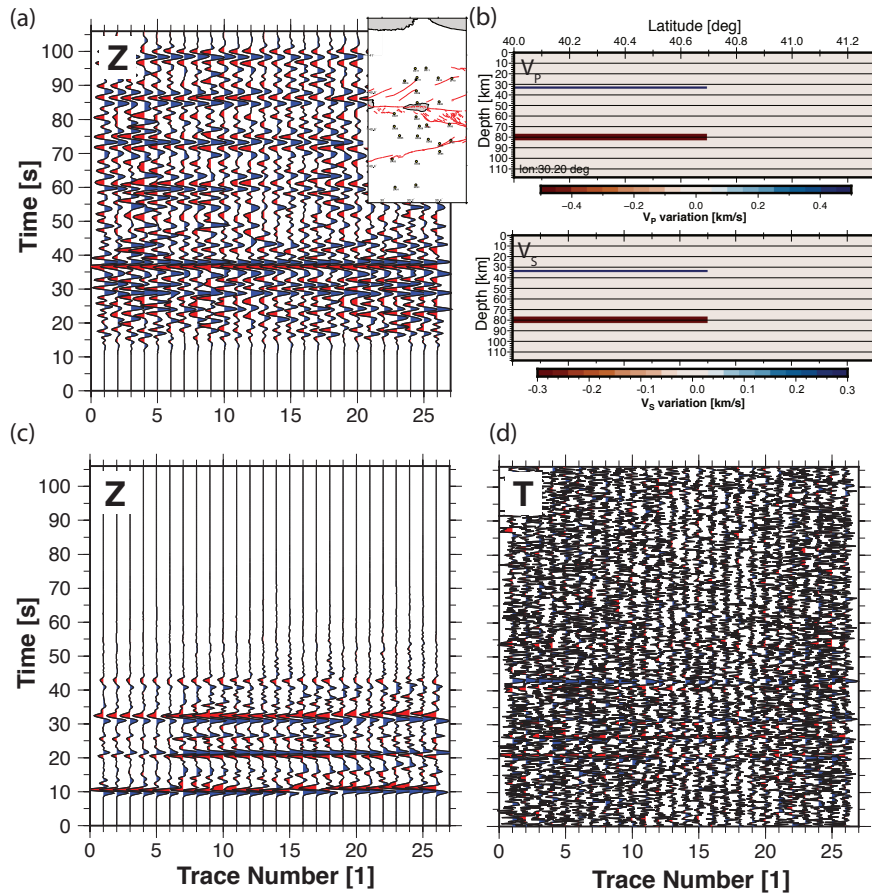 (a)
Z
Time [s]
100
90
80
70
60
50
40
30
20
10
0
0 5 10 15 20 25
(b)
Latitude [deg]
40.0 40.2 40.4 40.6 40.8 41.0 41.2
Depth [km]
0
10
20
30
40
50
60
70
80
90
100
110
VP
lon:30.20 deg
−0.4 −0.2 0.0 0.2 0.4
VP variation [km/s]
Depth [km]
0
10
20
30
40
50
60
70
80
90
100
110
VS
-0.3 -0.2 -0.1 0.0 0.1 0.2 0.3
VS variation [km/s]
(c)
Z
Time [s]
100
90
80
70
60
50
40
30
20
10
0
0 5 10 15 20 25
Trace Number [1]
(d)
T
0 5 10 15 20 25
Trace Number [1]